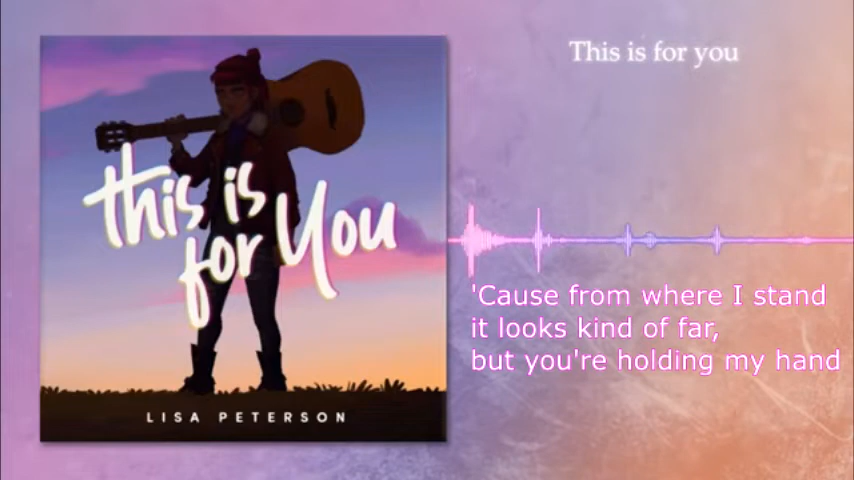 This is for you
this is
for You
LISA PETERSON
'Cause from where I stand
it looks kind of far,
but you're holding my hand